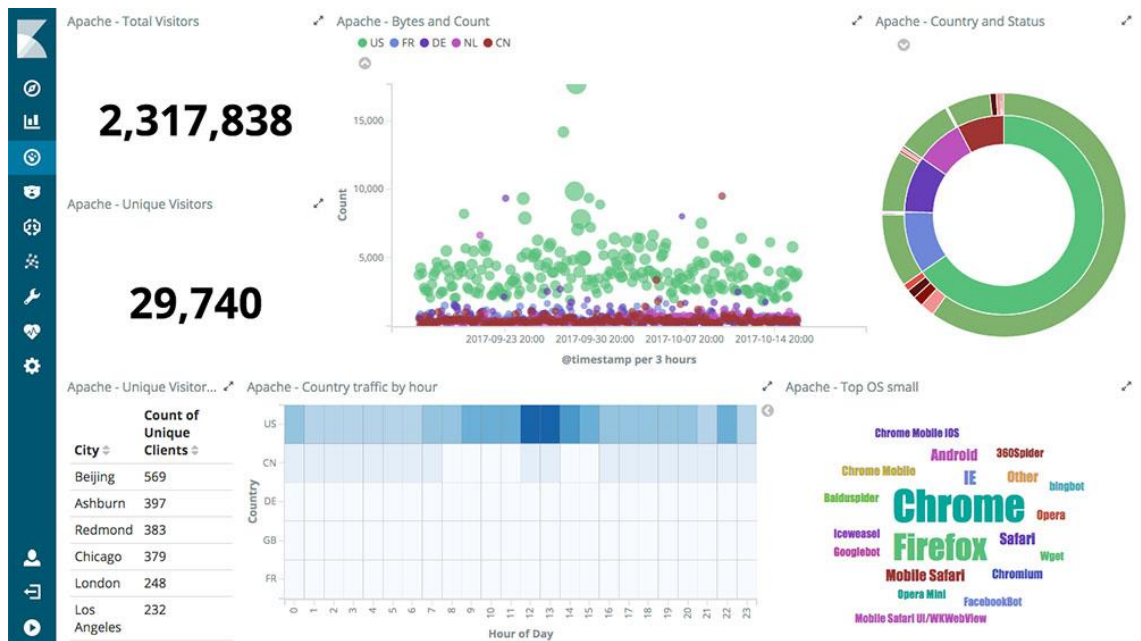 Apache - Total Visitors
2,317,838
Apache - Unique Visitors
29,740
Apache - Bytes and Count
US FR DE NL CN
15,000
10,000
5,000
Count
2017-09-23 20:00 2017-09-30 20:00 2017-10-07 20:00 2017-10-14 20:00
@timestamp per 3 hours
Apache - Country and Status
Apache - Unique Visitor...
City Count of
Unique
Clients
Beijing 569
Ashburn 397
Redmond 383
Chicago 379
London 248
Los
Angeles 232
Apache - Country traffic by hour
US
CN
DE
GB
FR
Country
0 1 2 3 4 5 6 7 8 9 10 11 12 13 14 15 16 17 18 19 20 21 22 23
Hour of Day
Apache - Top OS small
Chrome Mobile iOS
Android 360Spider
Chrome Mobile IE Other bingbot
Baiduspider Chrome Opera
Iceweasel Firefox Safari
Googlebot Wget
Mobile Safari Chromium
Opera Mini FacebookBot
Mobile Safari UI/WKWebView